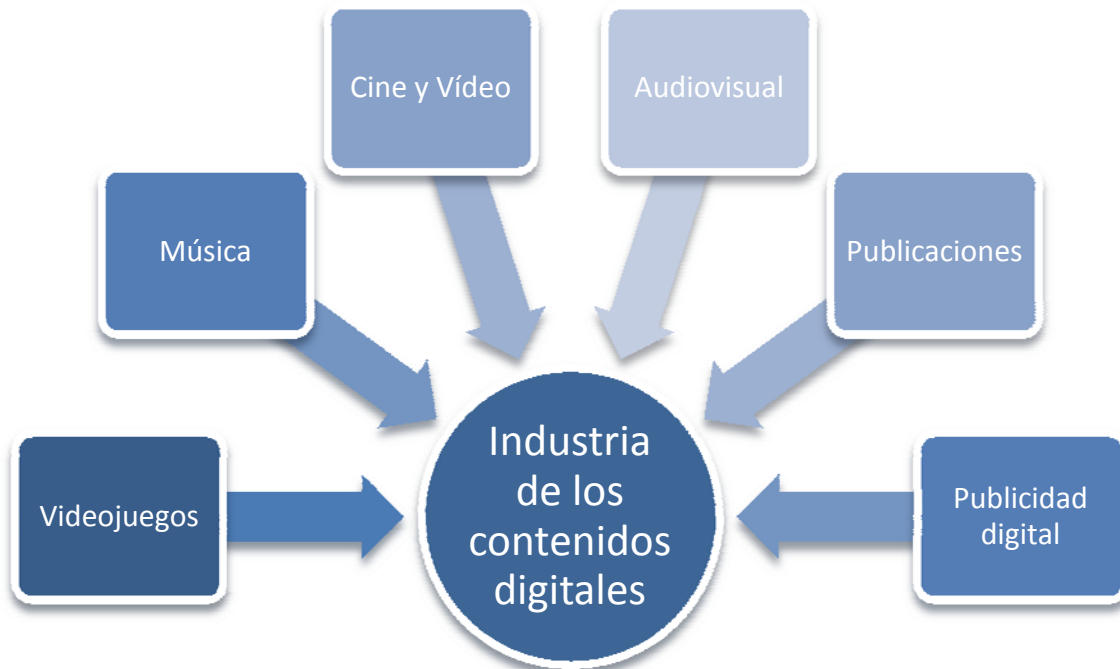 Cine y Vídeo
Audiovisual
Música
Publicaciones
Videojuegos
Industria
de los
contenidos
digitales
Publicidad
digital